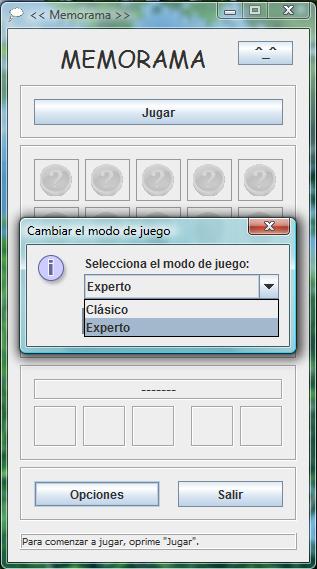 << Memorama >>
MEMORAMA
^_^
Jugar
? ? ? ? ?
Cambiar el modo de juego
i
Selecciona el modo de juego:
Experto
Clásico
Experto
-------
Opciones
Salir
Para comenzar a jugar, oprime "Jugar".